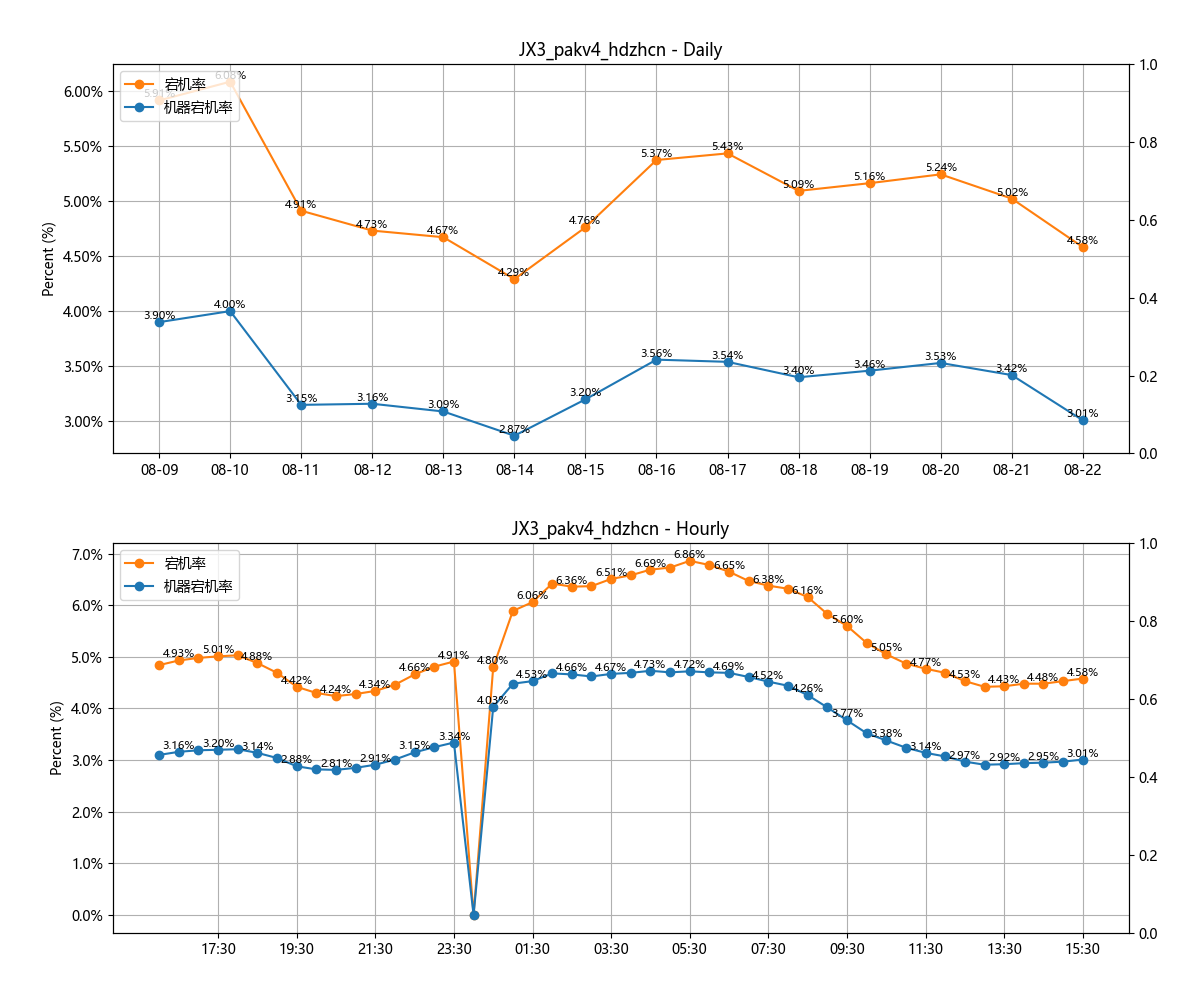 JX3_pakv4_hdzhcn - Daily
宕机率
机器宕机率
Percent (%)
6.00%
5.50%
5.00%
4.50%
4.00%
3.50%
3.00%
1.0
0.8
0.6
0.4
0.2
0.0
5.91% 6.08% 4.91% 4.73% 4.67% 4.29% 4.76% 5.37% 5.43% 5.09% 5.16% 5.24% 5.02% 4.58%
3.90% 4.00% 3.15% 3.16% 3.09% 2.87% 3.20% 3.56% 3.54% 3.40% 3.46% 3.53% 3.42% 3.01%
08-09 08-10 08-11 08-12 08-13 08-14 08-15 08-16 08-17 08-18 08-19 08-20 08-21 08-22
JX3_pakv4_hdzhcn - Hourly
宕机率
机器宕机率
Percent (%)
7.0%
6.0%
5.0%
4.0%
3.0%
2.0%
1.0%
0.0%
1.0
0.8
0.6
0.4
0.2
0.0
4.93% 5.01% 4.88% 4.42% 4.24% 4.34% 4.66% 4.91% 4.80% 6.06% 6.36% 6.51% 6.69% 6.86% 6.65% 6.38% 6.16% 5.60% 5.05% 4.77% 4.53% 4.43% 4.48% 4.58%
3.16% 3.20% 3.14% 2.88% 2.81% 2.91% 3.15% 3.34% 4.03% 4.53% 4.66% 4.67% 4.73% 4.72% 4.69% 4.52% 4.26% 3.77% 3.38% 3.14% 2.97% 2.92% 2.95% 3.01%
17:30 19:30 21:30 23:30 01:30 03:30 05:30 07:30 09:30 11:30 13:30 15:30